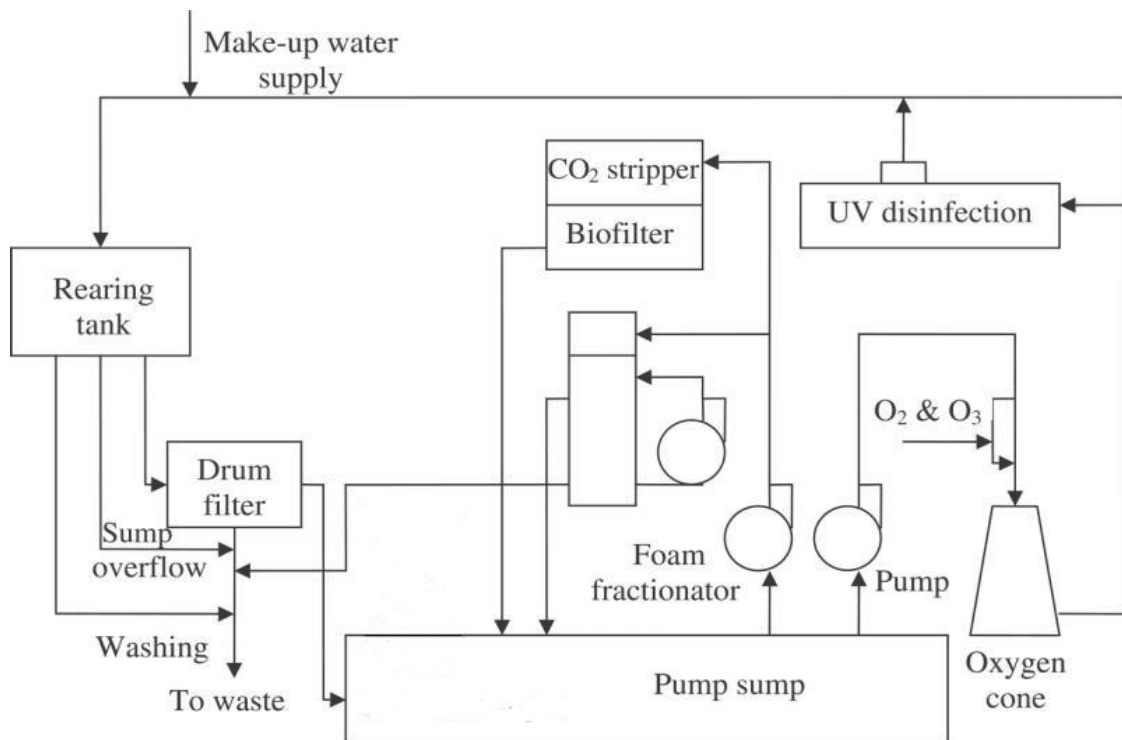 Make-up water
supply
CO₂ stripper
Biofilter
UV disinfection
Rearing
tank
O₂ & O₃
Drum
filter
Sump
overflow
Foam
fractionator
Pump
Washing
To waste
Pump sump
Oxygen
cone